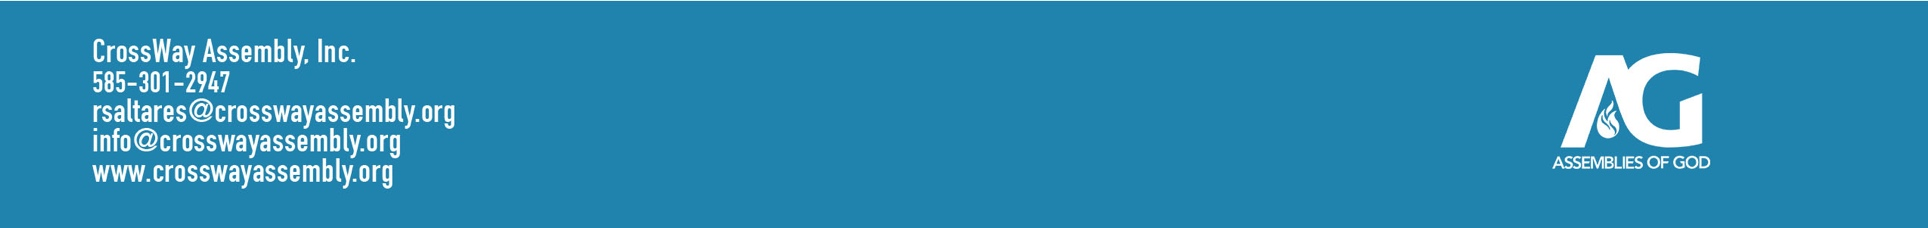 CrossWay Assembly, Inc.
585-301-2947
rsaltares@crosswayassembly.org
info@crosswayassembly.org
www.crosswayassembly.org
AG
ASSEMBLIES OF GOD